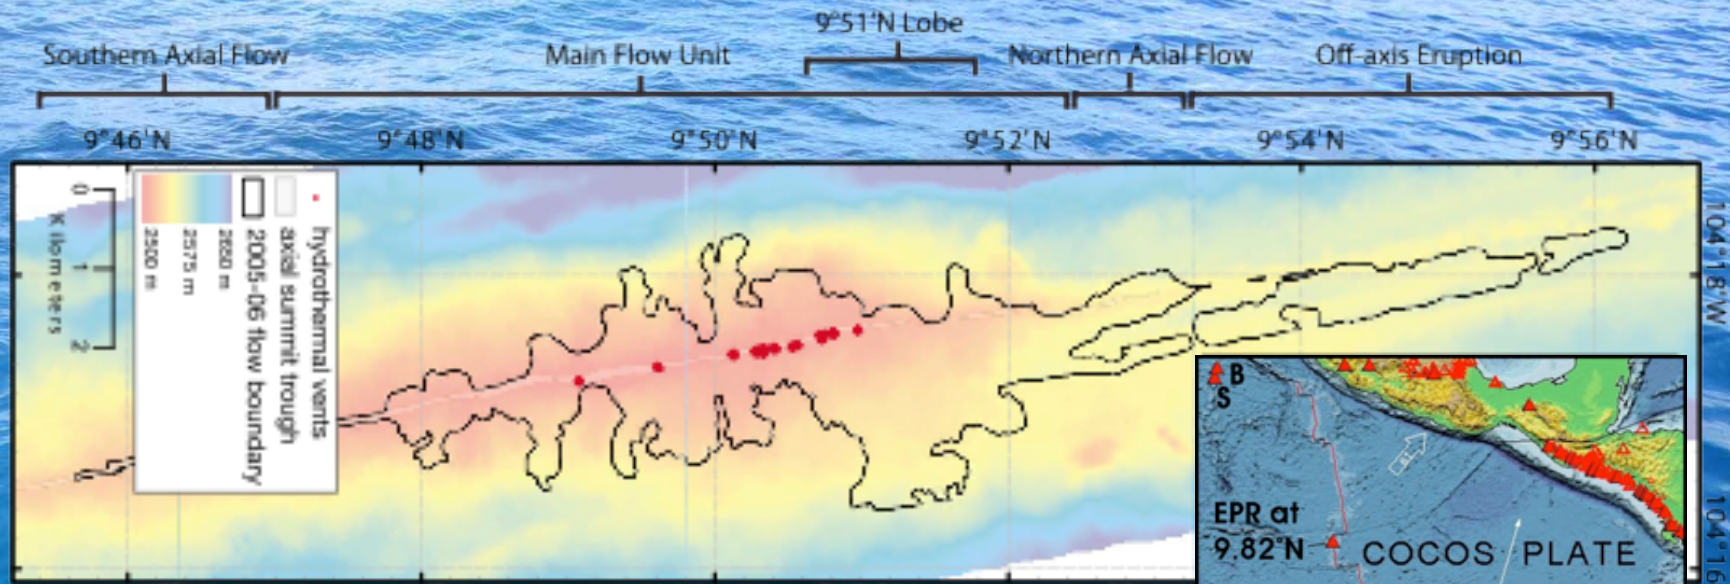 9°51'N Lobe
Southern Axial Flow
Main Flow Unit
Northern Axial Flow
Off-axis Eruption
9°46'N
9°48'N
9°50'N
9°52'N
9°54'N
9°56'N
0
1
2
Kilometers
hydrothermal vents
axial summit trough
2005-06 flow boundary
2650 m
2575 m
2500 m
104°18'W
104°16
B
S
EPR at
9.82°N
COCOS PLATE